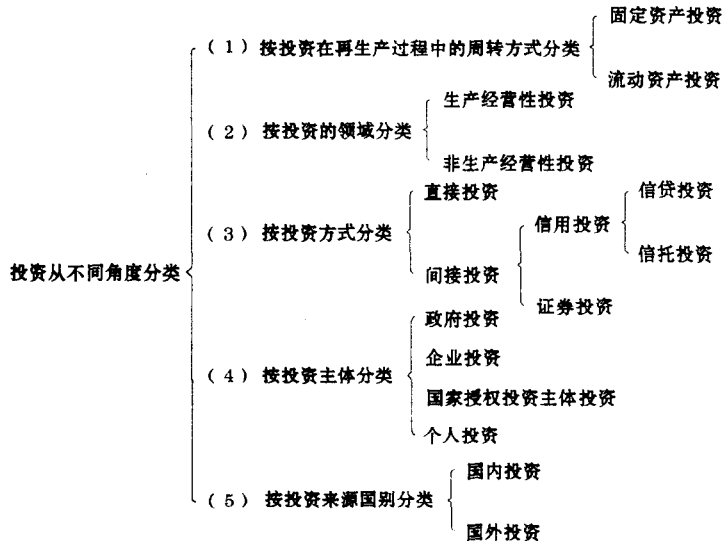 固定资产投资
(1) 按投资在再生产过程中的周转方式分类
流动资产投资
生产经营性投资
(2) 按投资的领域分类
非生产经营性投资
直接投资
信贷投资
信用投资
(3) 按投资方式分类
信托投资
投资从不同角度分类
间接投资
证券投资
政府投资
企业投资
(4) 按投资主体分类
国家授权投资主体投资
个人投资
国内投资
(5) 按投资来源国别分类
国外投资